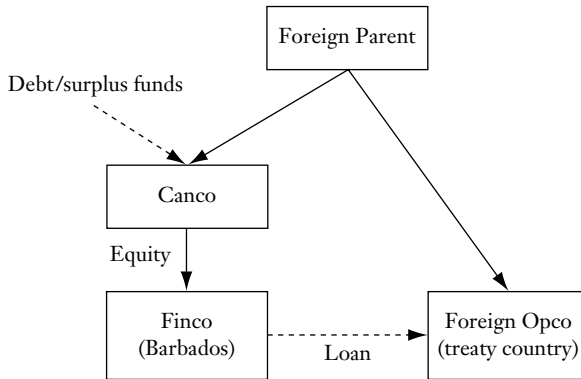 Foreign Parent
Debt/surplus funds
Canco
Equity
Finco
(Barbados)
Loan
Foreign Opco
(treaty country)